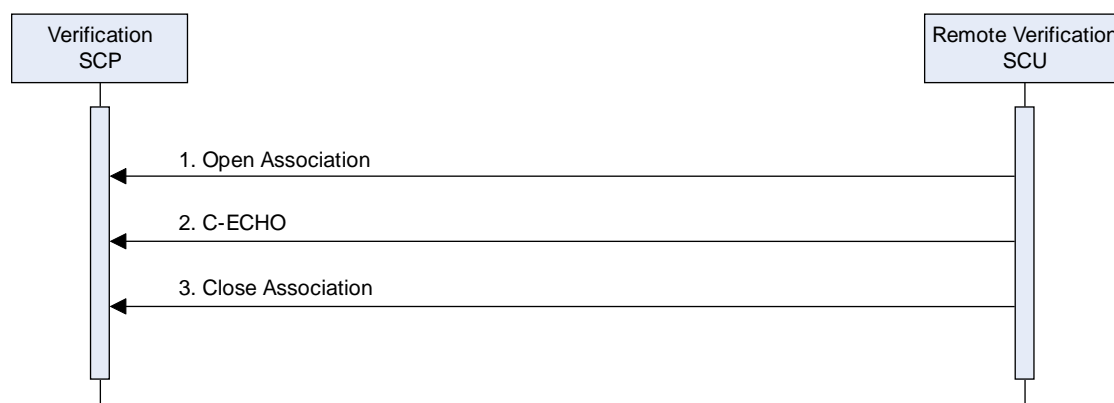 Verification
SCP
Remote Verification
SCU
1. Open Association
2. C-ECHO
3. Close Association